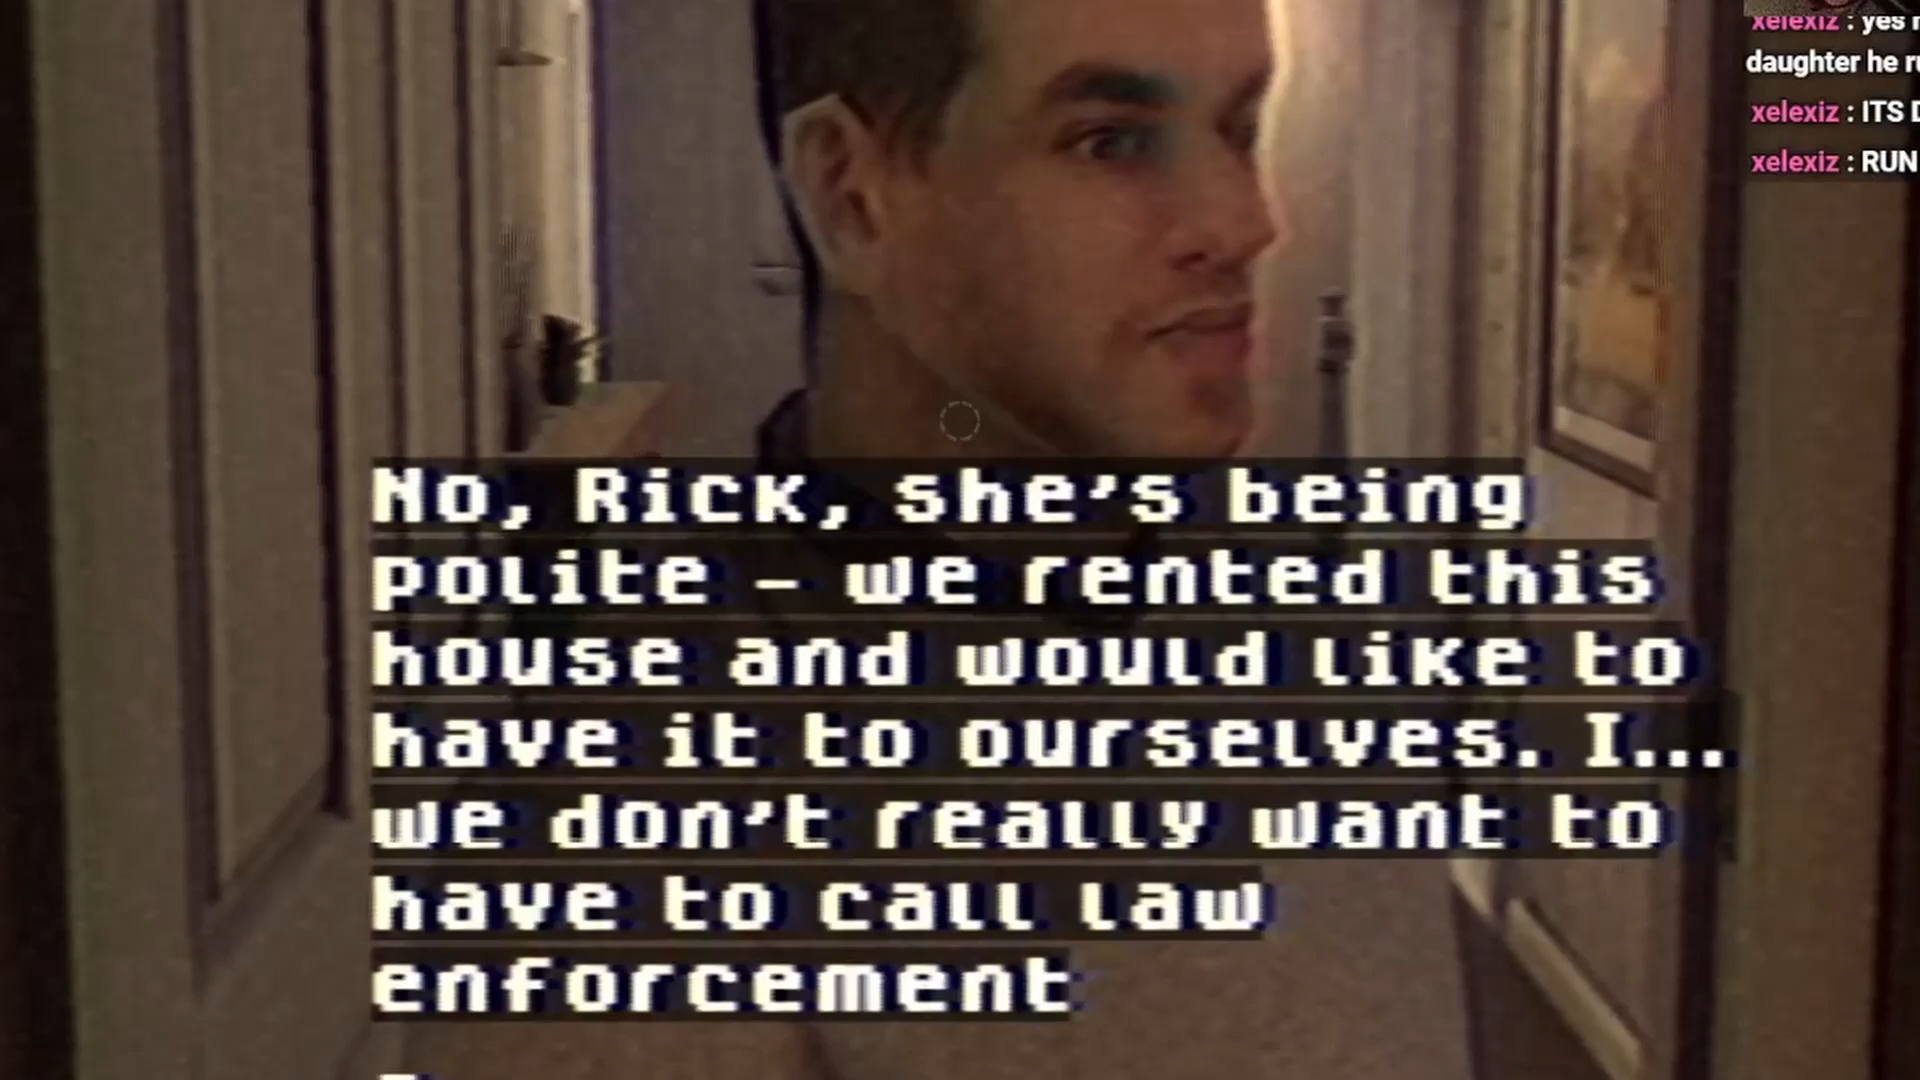 xelexiz : yes
daughter he
xelexiz : ITS
xelexiz : RUN
No, Rick, she's being
polite - we rented this
house and would like to
have it to ourselves. I...
we don't really want to
have to call law
enforcement